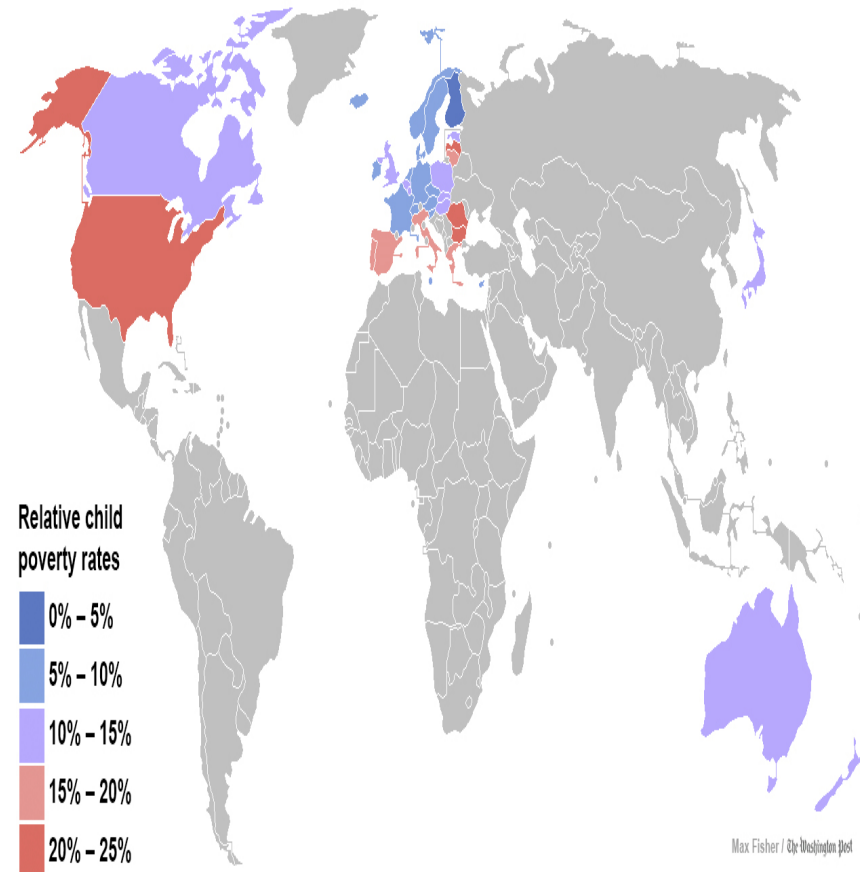 Relative child
poverty rates
0% – 5%
5% – 10%
10% – 15%
15% – 20%
20% – 25%
Max Fisher / The Washington Post